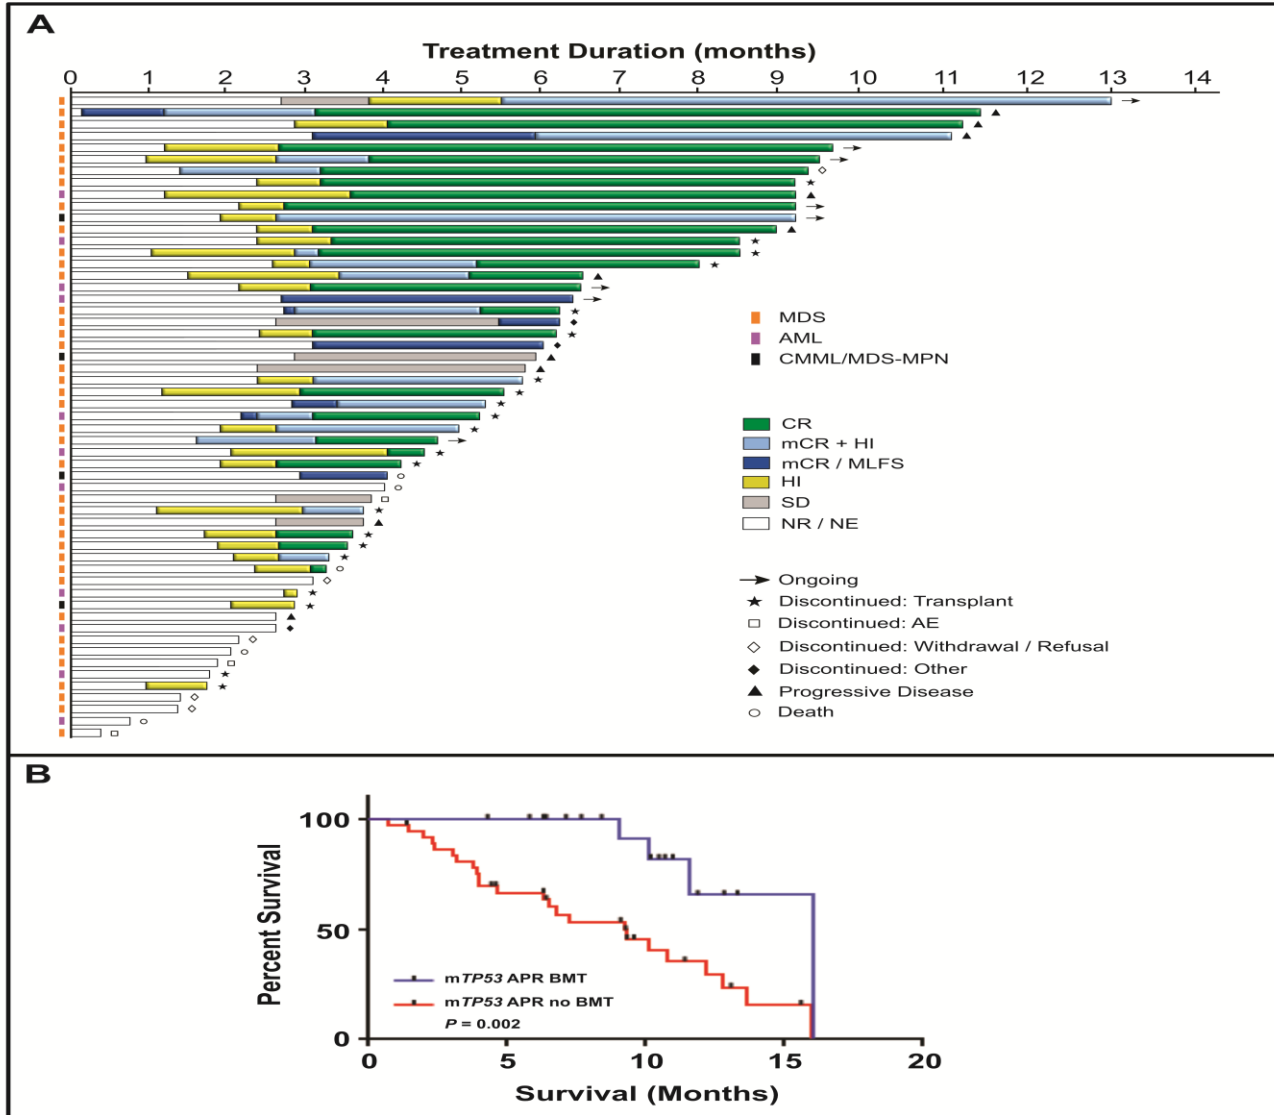 A
Treatment Duration (months)
0 1 2 3 4 5 6 7 8 9 10 11 12 13 14
MDS
AML
CMML/MDS-MPN
CR
mCR + HI
mCR / MLFS
HI
SD
NR / NE
Ongoing
Discontinued: Transplant
Discontinued: AE
Discontinued: Withdrawal / Refusal
Discontinued: Other
Progressive Disease
Death
B
Percent Survival
100
50
0
mTP53 APR BMT
mTP53 APR no BMT
P = 0.002
0 5 10 15 20
Survival (Months)